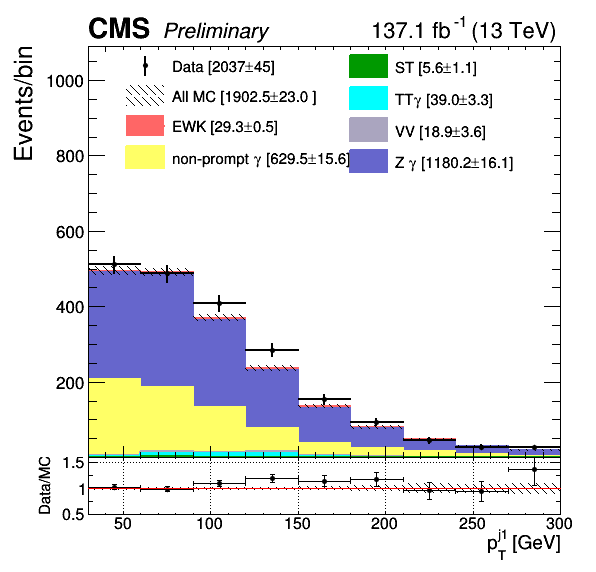 CMS Preliminary 137.1 fb⁻¹ (13 TeV)
Events/bin
1000
800
600
400
200
Data [2037±45]
All MC [1902.5±23.0 ]
EWK [29.3±0.5]
non-prompt γ [629.5±15.6]
ST [5.6±1.1]
TTγ [39.0±3.3]
VV [18.9±3.6]
Z γ [1180.2±16.1]
Data/MC
1.5
1
0.5
50 100 150 200 250 300
p_T^j1 [GeV]